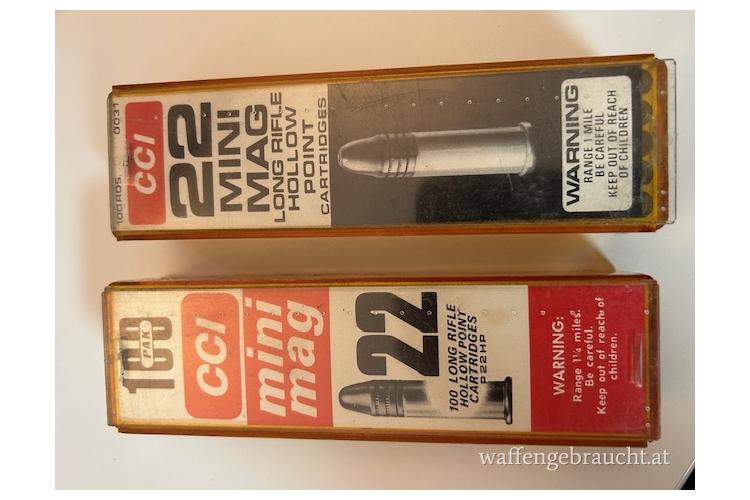 100 RDS.
0031
CCI
22
MINI
MAG
LONG RIFLE
HOLLOW
POINT
CARTRIDGES
WARNING
RANGE 1 MILE
BE CAREFUL
KEEP OUT OF REACH
OF CHILDREN
100
PAK
CCI
mini
mag
22
100 LONG RIFLE
HOLLOW POINT
CARTRIDGES
P22HP
WARNING:
Range 1¼ miles.
Be careful.
Keep out of reach of
children.
waffengebraucht.at